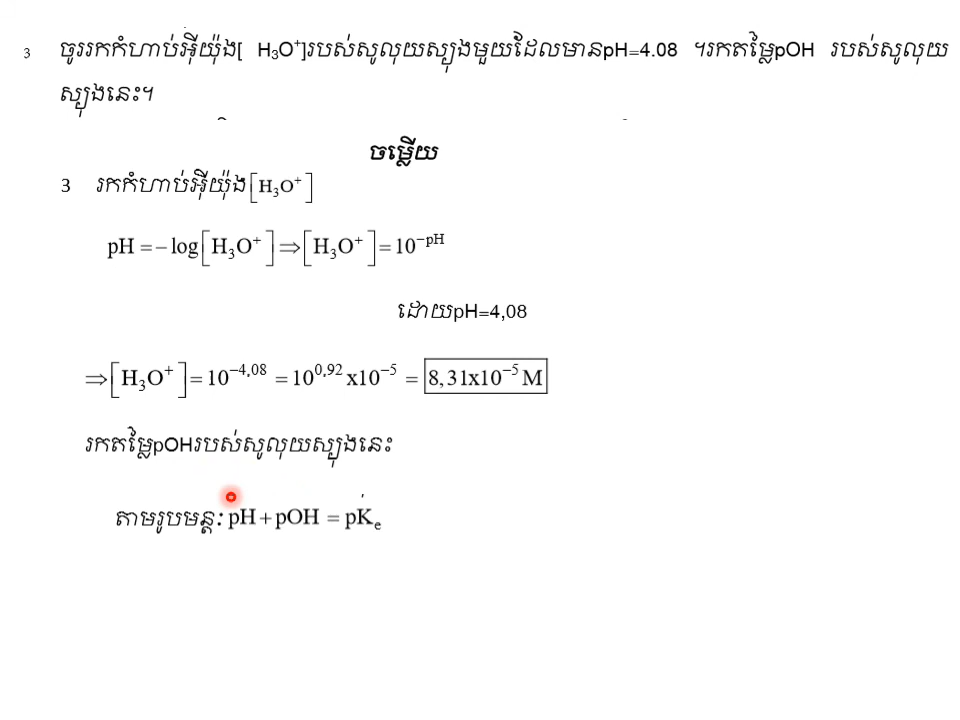 3 ចូររកកំហាប់អ៊ីយ៉ុង[ H₃O⁺]របស់សូលុយស្យុងមួយដែលមានpH=4.08 ។រកតម្លៃpOH របស់សូលុយ
ស្យុងនេះ។
ចម្លើយ
3 រកកំហាប់អ៊ីយ៉ុង[H₃O⁺]
pH = − log[H₃O⁺] ⇒ [H₃O⁺] = 10⁻ᵖᴴ
ដោយpH=4,08
⇒[H₃O⁺] = 10⁻⁴,⁰⁸ = 10⁰,⁹² x10⁻⁵ = 8,31x10⁻⁵ M
រកតម្លៃpOHរបស់សូលុយស្យុងនេះ
តាមរូបមន្ត: pH + pOH = pKₑ